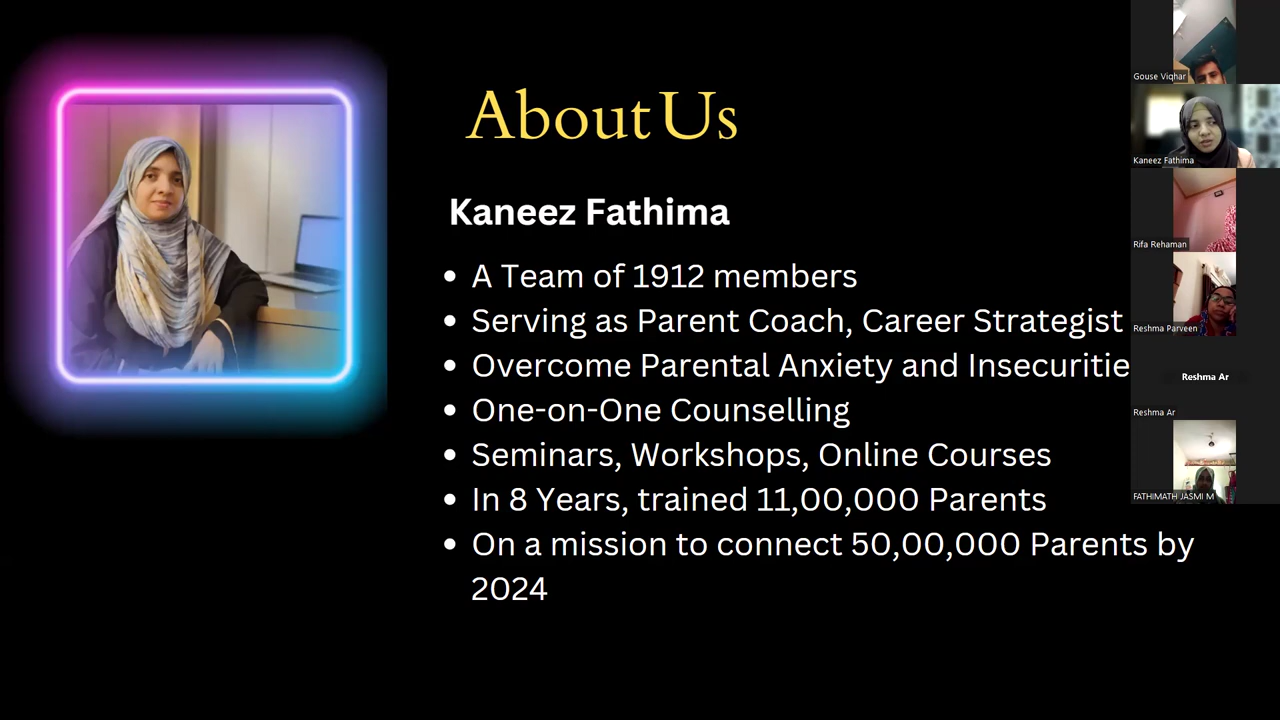 About Us
Kaneez Fathima
• A Team of 1912 members
• Serving as Parent Coach, Career Strategist
• Overcome Parental Anxiety and Insecuritie
• One-on-One Counselling
• Seminars, Workshops, Online Courses
• In 8 Years, trained 11,00,000 Parents
• On a mission to connect 50,00,000 Parents by
2024
Gouse Viqhar
Kaneez Fathima
Rifa Rehaman
Reshma Parveen
Reshma Ar
Reshma Ar
FATHIMATH JASMI M